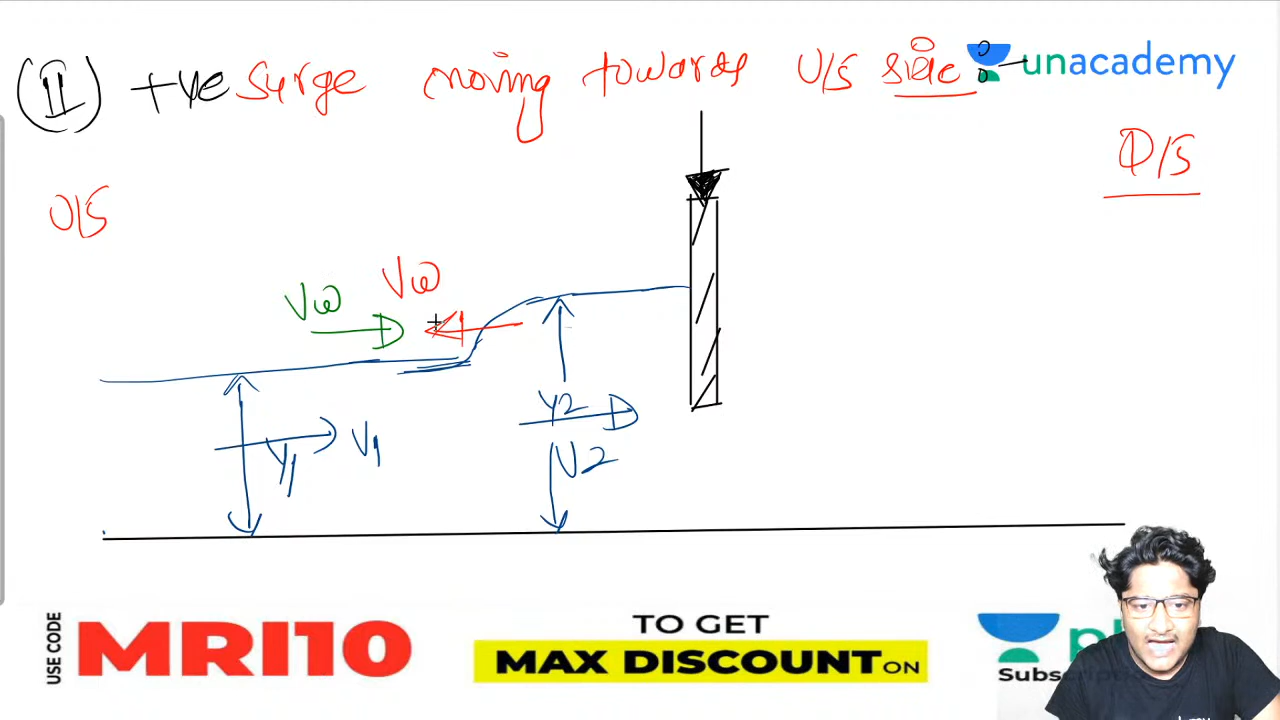 (II) +ve Surge moving towards U/S side :-
unacademy
D/S
U/S
Vω Vω
y2
V1
y1
V2
USE CODE
MRI10
TO GET
MAX DISCOUNT ON
Subscripti